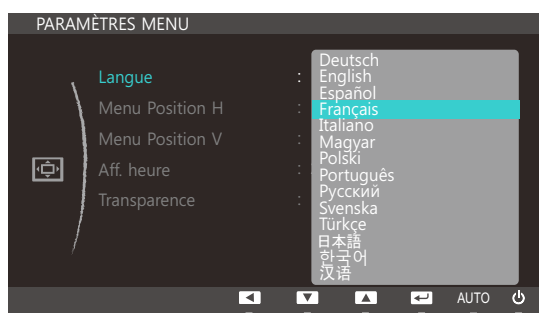 PARAMÈTRES MENU
Langue :
Menu Position H :
Menu Position V :
Aff. heure :
Transparence :
Deutsch
English
Español
Français
Italiano
Magyar
Polski
Português
Русский
Svenska
Türkçe
日本語
한국어
汉语
AUTO